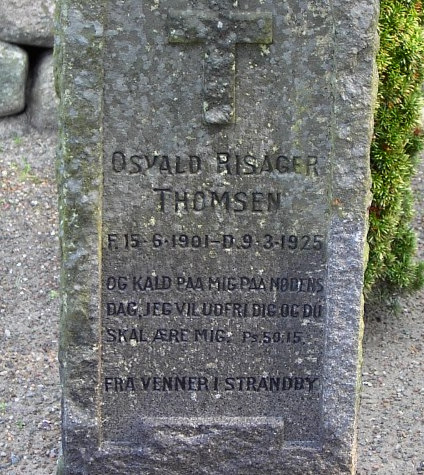 OSVALD RISAGER
THOMSEN
F. 15-6-1901-D. 9-3-1925
OG KALD PAA MIG PAA NØDENS
DAG, JEG VIL UDFRI DIG OG DU
SKAL ÆRE MIG. PS. 50.15.
FRA VENNER I STRANDBY